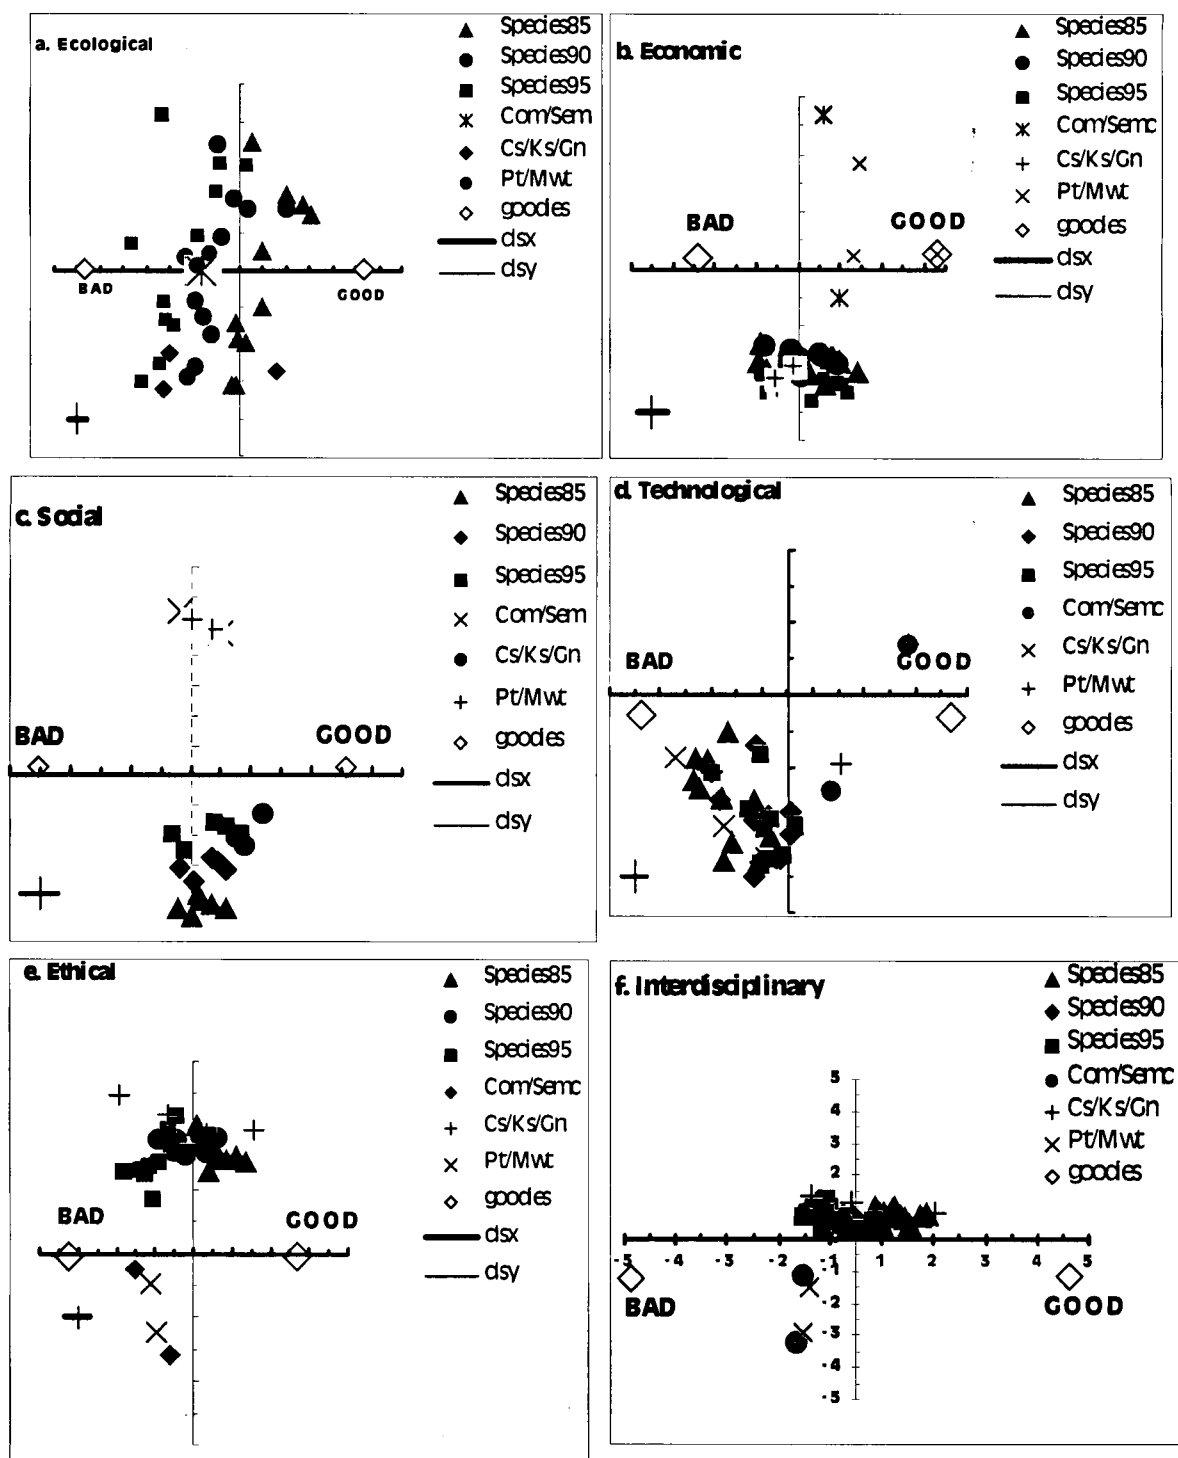 a. Ecological
Species85
Species90
Species95
Com/Sem
Cs/Ks/Gn
Pt/Mwt
goodes
dsx
dsy
BAD
GOOD
b. Economic
Species85
Species90
Species95
Com/Semc
Cs/Ks/Gn
Pt/Mwt
goodes
dsx
dsy
BAD
GOOD
c. Social
Species85
Species90
Species95
Com/Sem
Cs/Ks/Gn
Pt/Mwt
goodes
dsx
dsy
BAD
GOOD
d. Technological
Species85
Species90
Species95
Com/Semc
Cs/Ks/Gn
Pt/Mwt
goodes
dsx
dsy
BAD
GOOD
e. Ethical
Species85
Species90
Species95
Com/Semc
Cs/Ks/Gn
Pt/Mwt
goodes
dsx
dsy
BAD
GOOD
f. Interdisciplinary
Species85
Species90
Species95
Com/Semc
Cs/Ks/Gn
Pt/Mwt
goodes
5
4
3
2
-5 -4 -3 -2 -1 1 2 3 4 5
-1
-2
-3
-4
-5
BAD
GOOD